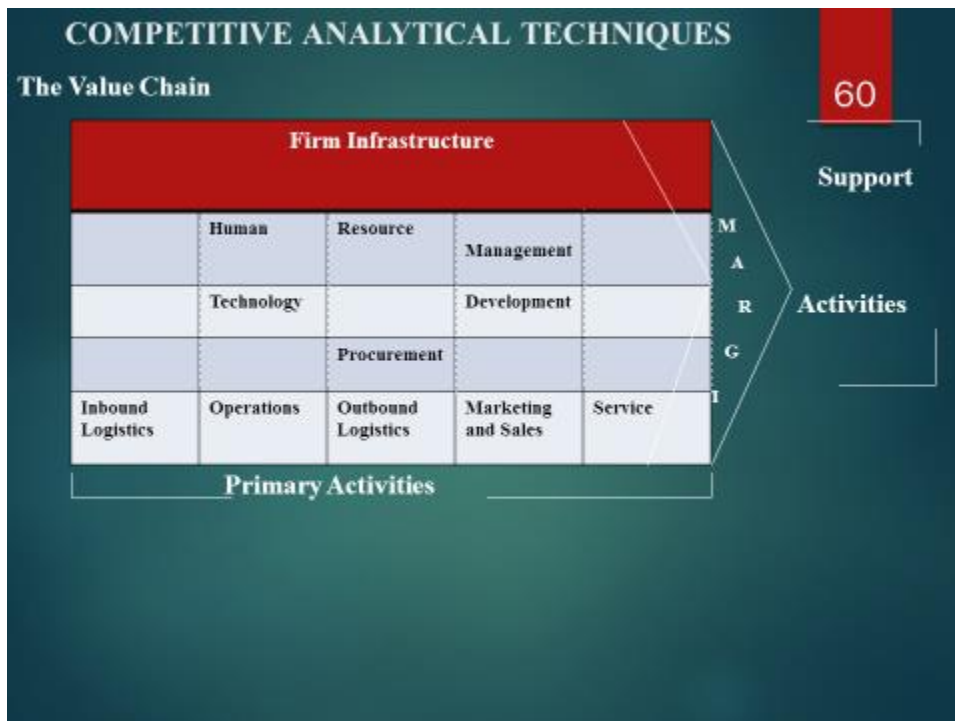 COMPETITIVE ANALYTICAL TECHNIQUES
The Value Chain
60
Firm Infrastructure
Support
Human Resource Management
Technology Development
Procurement
Inbound Logistics
Operations
Outbound Logistics
Marketing and Sales
Service
M
A
R
G
I
Activities
Primary Activities